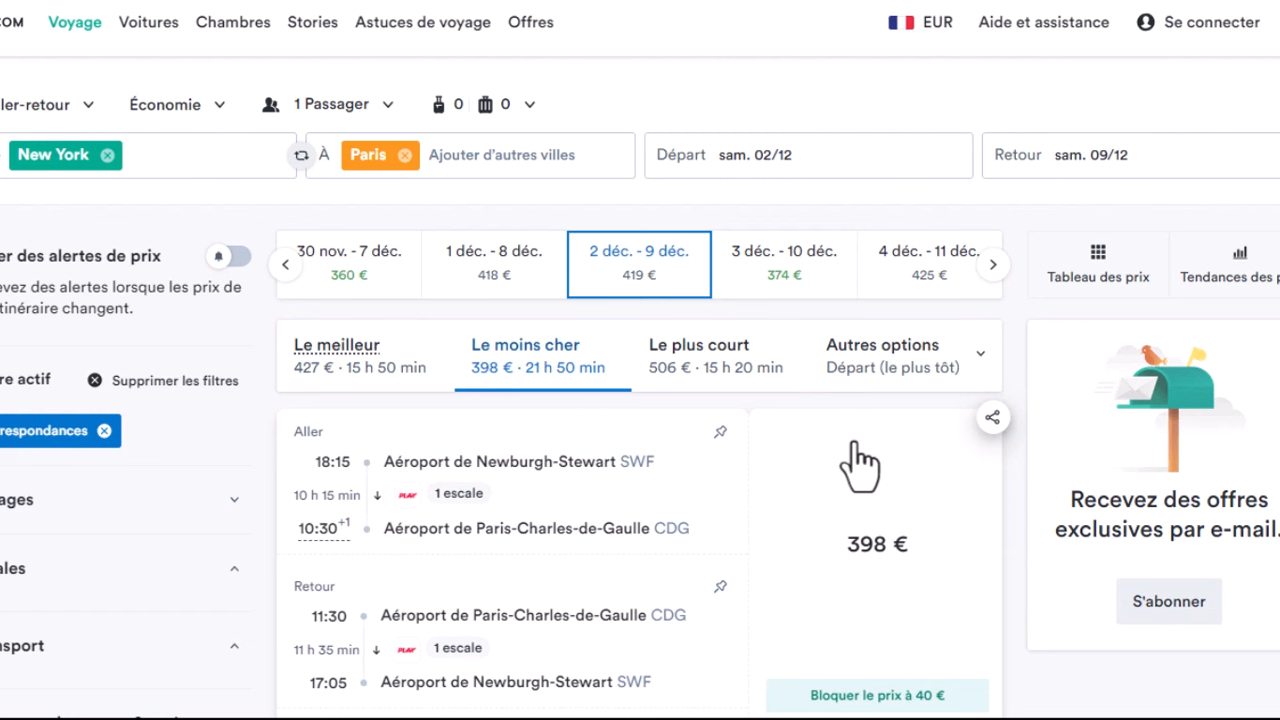 COM Voyage Voitures Chambres Stories Astuces de voyage Offres EUR Aide et assistance Se connecter
ler-retour Économie 1 Passager 0 0
New York À Paris Ajouter d'autres villes Départ sam. 02/12 Retour sam. 09/12
er des alertes de prix
evez des alertes lorsque les prix de
tinéraire changent.
30 nov. - 7 déc. 1 déc. - 8 déc. 2 déc. - 9 déc. 3 déc. - 10 déc. 4 déc. - 11 déc.
360 € 418 € 419 € 374 € 425 €
Tableau des prix Tendances des p
Le meilleur Le moins cher Le plus court Autres options
427 € · 15 h 50 min 398 € · 21 h 50 min 506 € · 15 h 20 min Départ (le plus tôt)
re actif Supprimer les filtres
respondances
ages
ales
nsport
Aller
18:15 Aéroport de Newburgh-Stewart SWF
10 h 15 min PLAY 1 escale
10:30+1 Aéroport de Paris-Charles-de-Gaulle CDG
398 €
Retour
11:30 Aéroport de Paris-Charles-de-Gaulle CDG
11 h 35 min PLAY 1 escale
17:05 Aéroport de Newburgh-Stewart SWF
Bloquer le prix à 40 €
Recevez des offres
exclusives par e-mail.
S'abonner